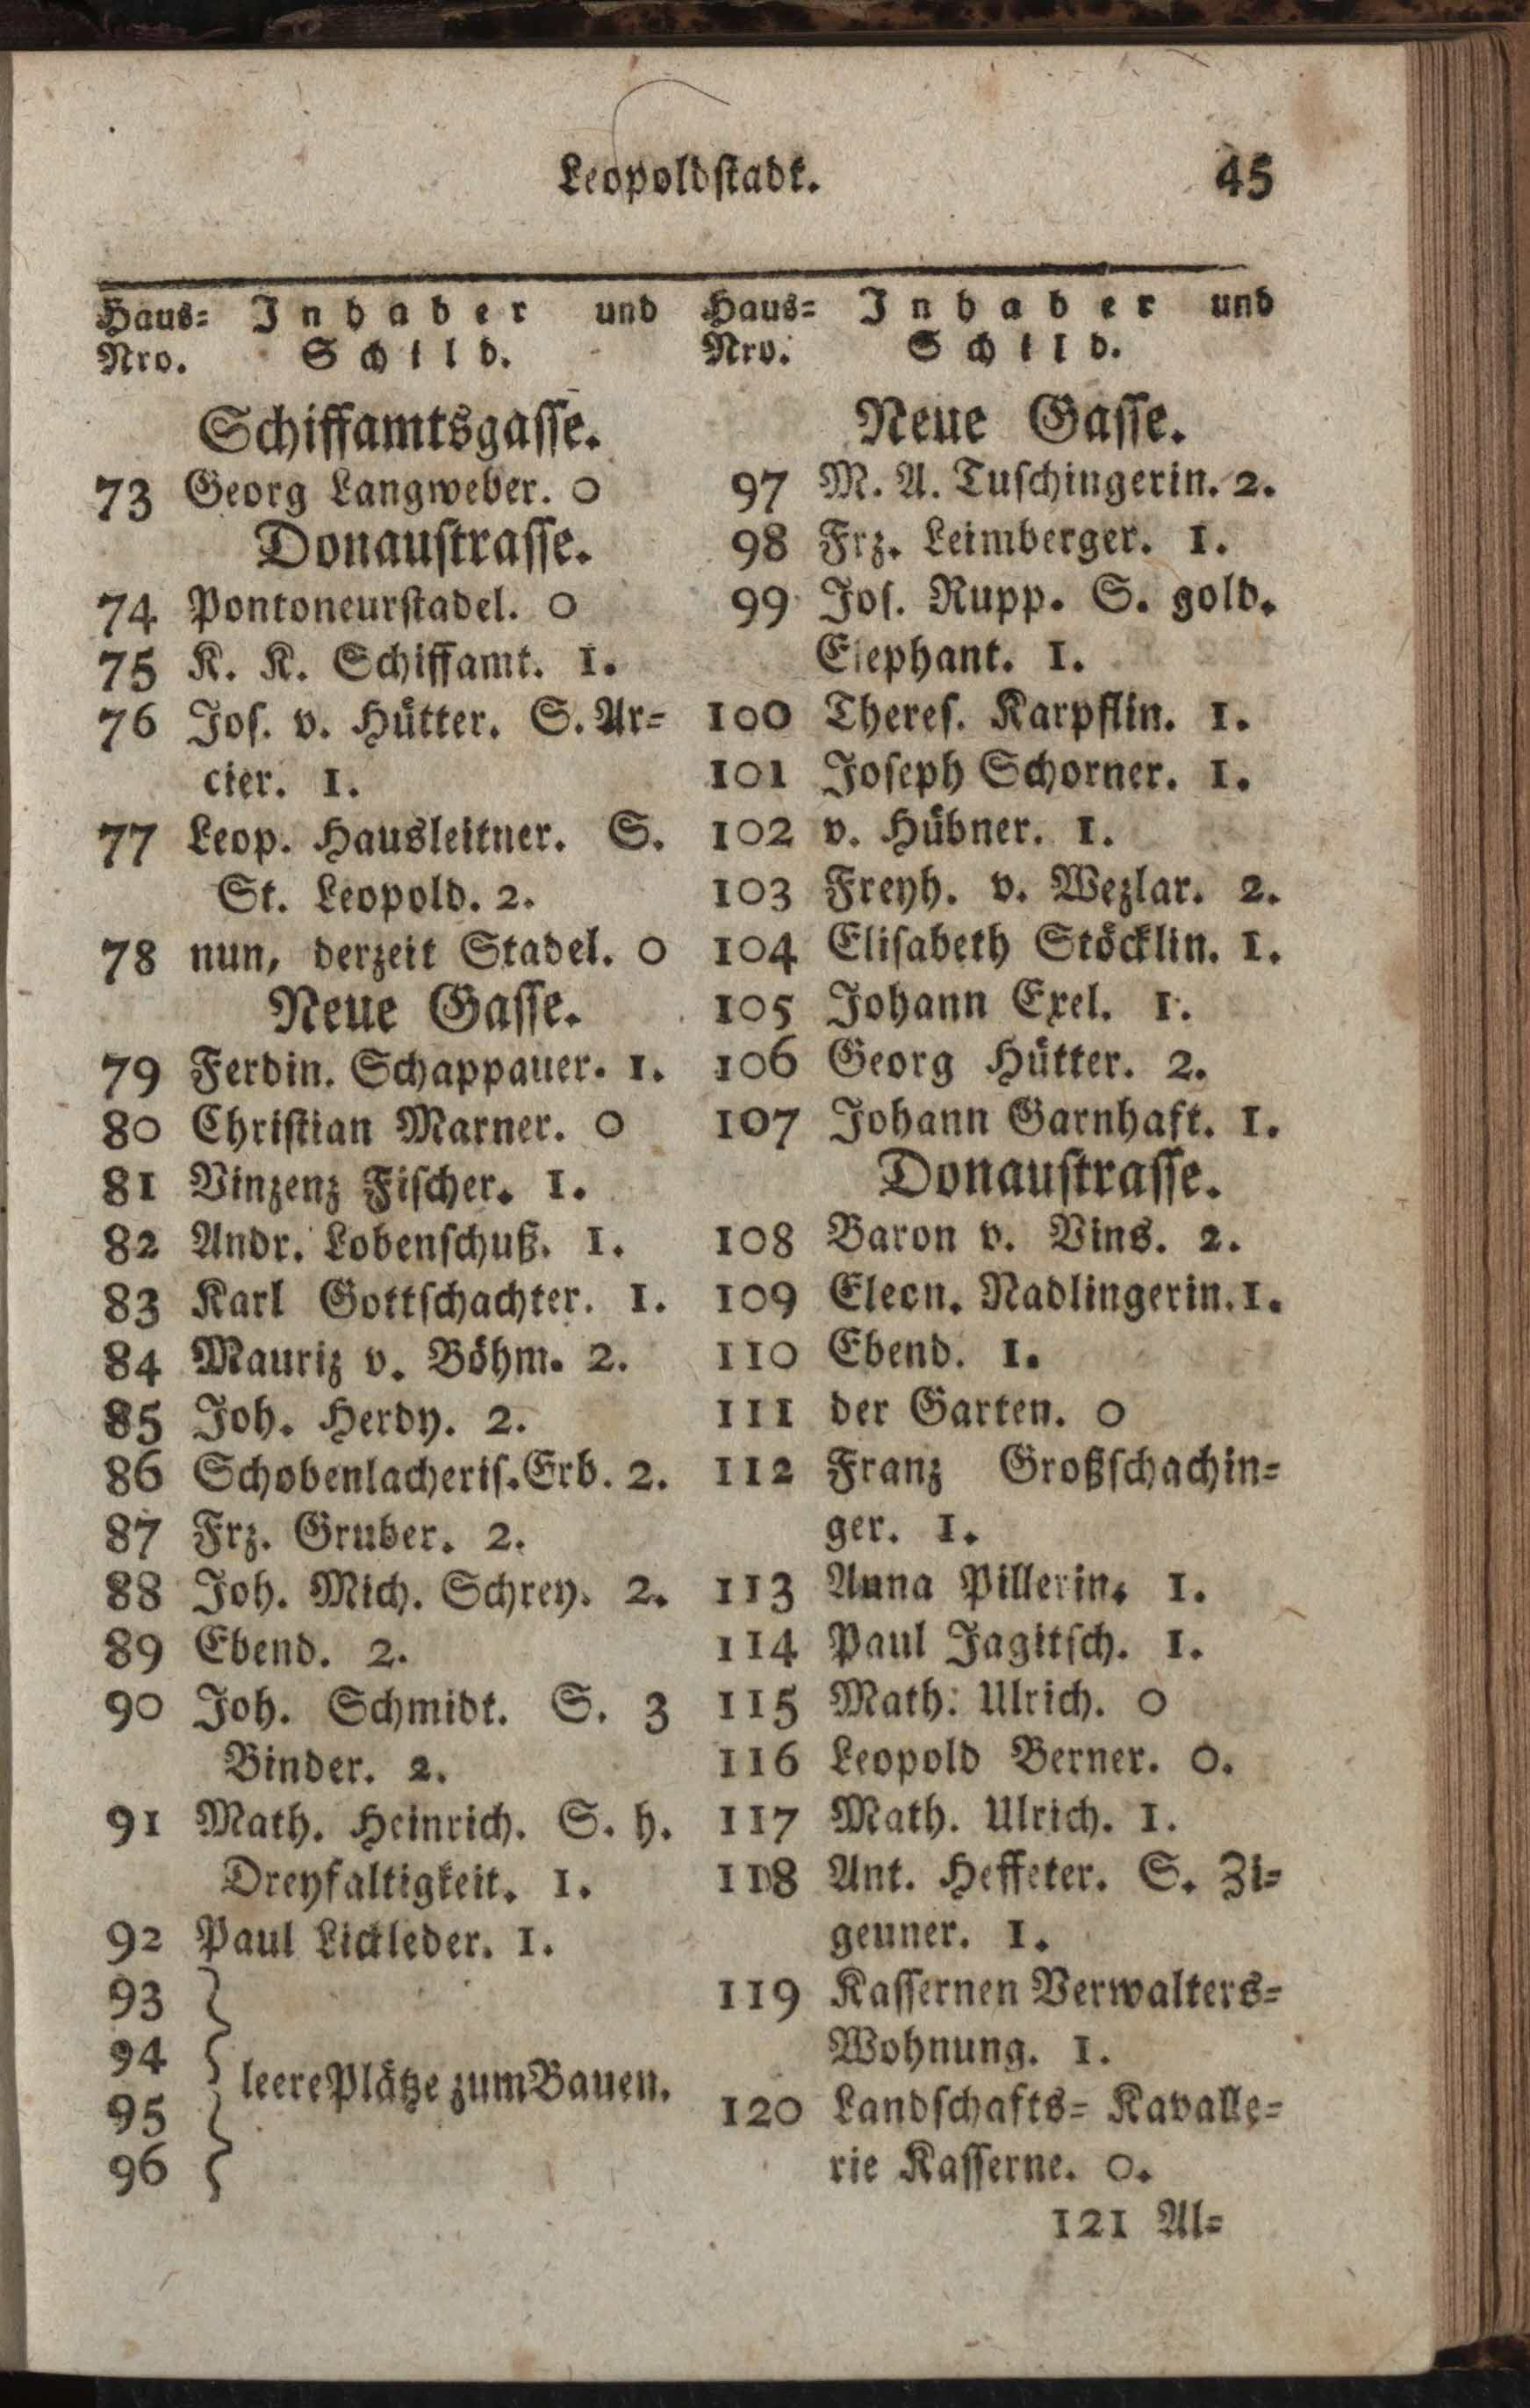 Leopoldstadt. 45
Haus= Inhaber und
Nro. Schild.
Schiffamtsgasse.
73 Georg Langweber. 0
Donaustrasse.
74 Pontoneurstadel. 0
75 K. K. Schiffamt. 1.
76 Jos. v. Hütter. S. Ar=
cier. 1.
77 Leop. Hausleitner. S.
St. Leopold. 2.
78 nun, derzeit Stadel. 0
Neue Gasse.
79 Ferdin. Schappauer. 1.
80 Christian Marner. 0
81 Vinzenz Fischer. 1.
82 Andr. Lobenschuß. 1.
83 Karl Gottschachter. 1.
84 Mauriz v. Böhm. 2.
85 Joh. Herdy. 2.
86 Schobenlacheris. Erb. 2.
87 Frz. Gruber. 2.
88 Joh. Mich. Schrey. 2.
89 Ebend. 2.
90 Joh. Schmidt. S. 3
Binder. 2.
91 Math. Heinrich. S. h.
Dreyfaltigkeit. 1.
92 Paul Lickleder. 1.
93
94
leere Plätze zum Bauen.
95
96
Haus= Inhaber und
Nro. Schild.
Neue Gasse.
97 M. A. Tuschingerin. 2.
98 Frz. Leimberger. 1.
99 Jos. Rupp. S. gold.
Elephant. 1.
100 Theres. Karpflin. 1.
101 Joseph Schorner. 1.
102 v. Hübner. 1.
103 Freyh. v. Wezlar. 2.
104 Elisabeth Stöcklin. 1.
105 Johann Exel. 1.
106 Georg Hütter. 2.
107 Johann Garnhaft. 1.
Donaustrasse.
108 Baron v. Vins. 2.
109 Eleon. Nadlingerin. 1.
110 Ebend. 1.
111 der Garten. 0
112 Franz Großschachin=
ger. 1.
113 Anna Pillerin. 1.
114 Paul Jagitsch. 1.
115 Math. Ulrich. 0
116 Leopold Berner. 0.
117 Math. Ulrich. 1.
118 Ant. Heffeter. S. Zi=
geuner. 1.
119 Kassernen Verwalters=
Wohnung. 1.
120 Landschafts= Kavalle=
rie Kasserne. 0.
121 Al=